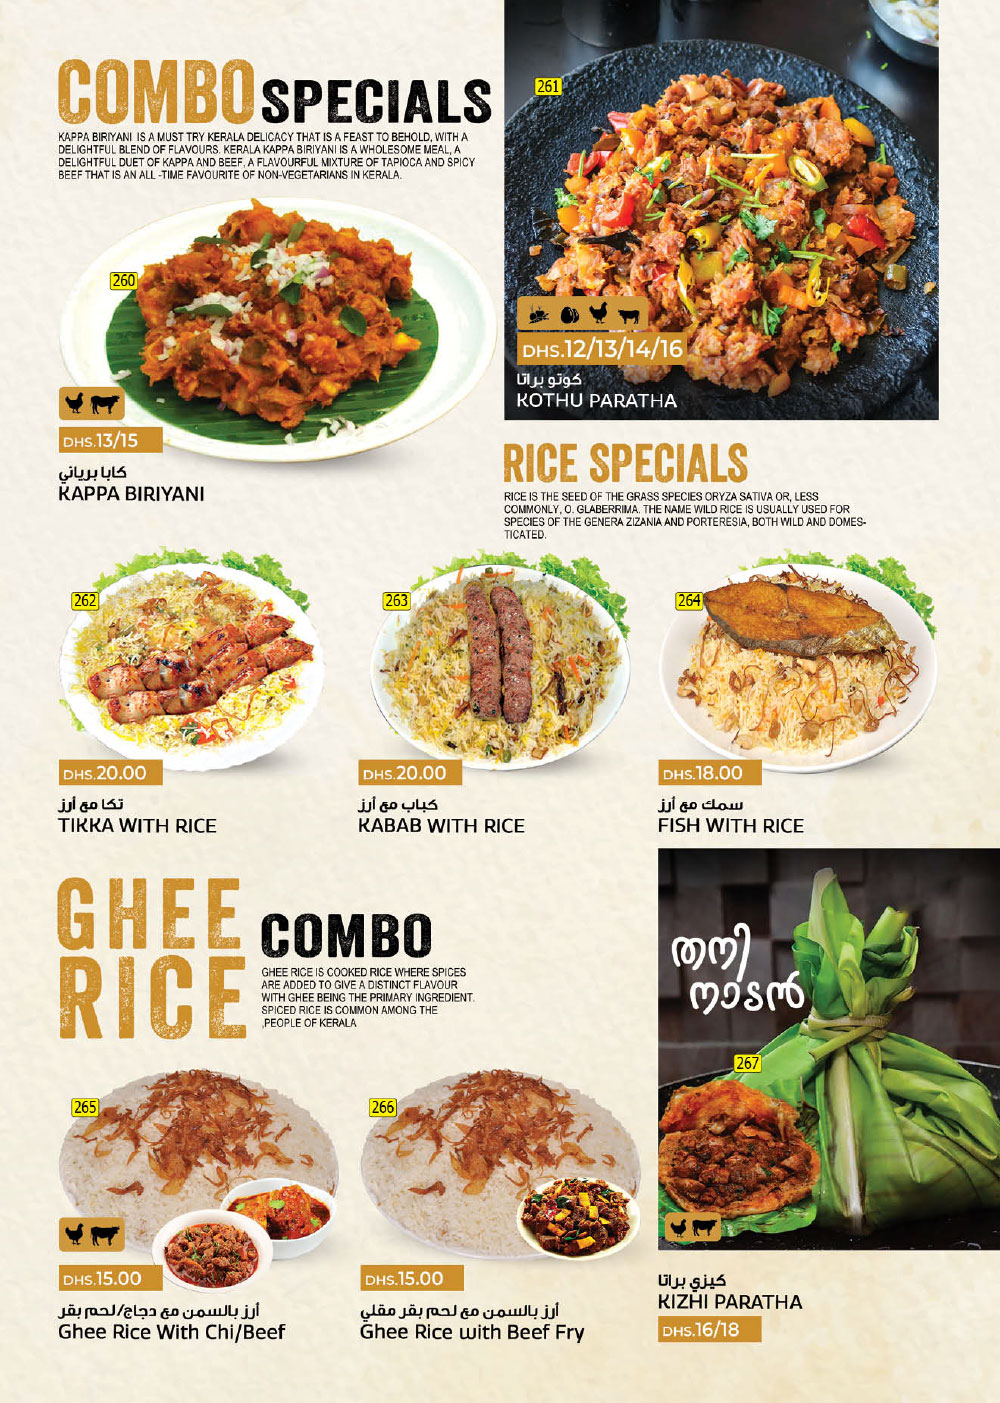 COMBO SPECIALS
KAPPA BIRIYANI IS A MUST TRY KERALA DELICACY THAT IS A FEAST TO BEHOLD, WITH A
DELIGHTFUL BLEND OF FLAVOURS. KERALA KAPPA BIRIYANI IS A WHOLESOME MEAL, A
DELIGHTFUL DUET OF KAPPA AND BEEF, A FLAVOURFUL MIXTURE OF TAPIOCA AND SPICY
BEEF THAT IS AN ALL -TIME FAVOURITE OF NON-VEGETARIANS IN KERALA.
260
DHS.13/15
كابا برياني
KAPPA BIRIYANI
261
DHS.12/13/14/16
كوتو براتا
KOTHU PARATHA
RICE SPECIALS
RICE IS THE SEED OF THE GRASS SPECIES ORYZA SATIVA OR, LESS
COMMONLY, O. GLABERRIMA. THE NAME WILD RICE IS USUALLY USED FOR
SPECIES OF THE GENERA ZIZANIA AND PORTERESIA, BOTH WILD AND DOMES-
TICATED.
262
DHS.20.00
تكا مع أرز
TIKKA WITH RICE
263
DHS.20.00
كباب مع أرز
KABAB WITH RICE
264
DHS.18.00
سمك مع أرز
FISH WITH RICE
GHEE
RICE
COMBO
GHEE RICE IS COOKED RICE WHERE SPICES
ARE ADDED TO GIVE A DISTINCT FLAVOUR
WITH GHEE BEING THE PRIMARY INGREDIENT.
SPICED RICE IS COMMON AMONG THE
,PEOPLE OF KERALA
265
DHS.15.00
أرز بالسمن مع دجاج/لحم بقر
Ghee Rice With Chi/Beef
266
DHS.15.00
أرز بالسمن مع لحم بقر مقلي
Ghee Rice with Beef Fry
തനി
നാടൻ
267
كيزي براتا
KIZHI PARATHA
DHS.16/18